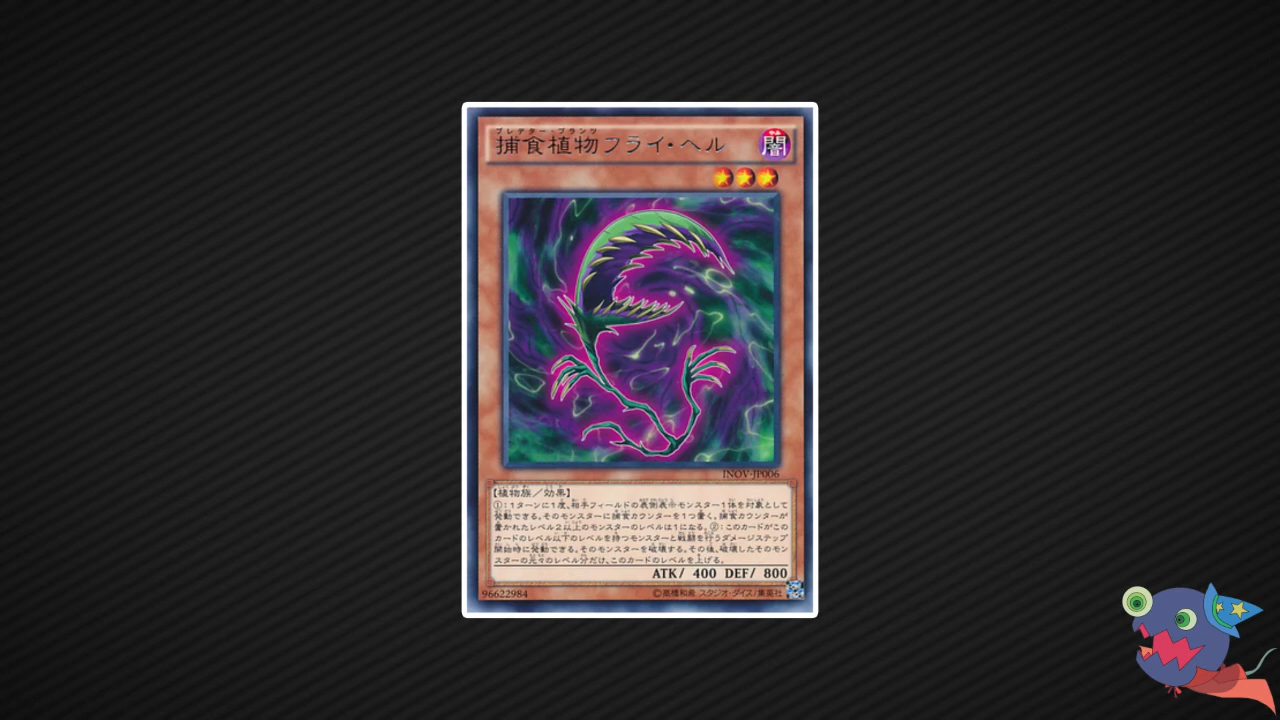 プレデター・プランツ
捕食植物フライ・ヘル
闇
INOV-JP006
【植物族／効果】
①：1ターンに1度、相手フィールドの表側表示モンスター1体を対象として
発動できる。そのモンスターに捕食カウンターを1つ置く。捕食カウンターが
置かれたレベル2以上のモンスターのレベルは1になる。②：このカードがこの
カードのレベル以下のレベルを持つモンスターと戦闘を行うダメージステップ
開始時に発動できる。そのモンスターを破壊する。その後、破壊したそのモン
スターの元々のレベル分だけ、このカードのレベルを上げる。
ATK/ 400 DEF/ 800
96622984
©高橋和希 スタジオ・ダイス/集英社